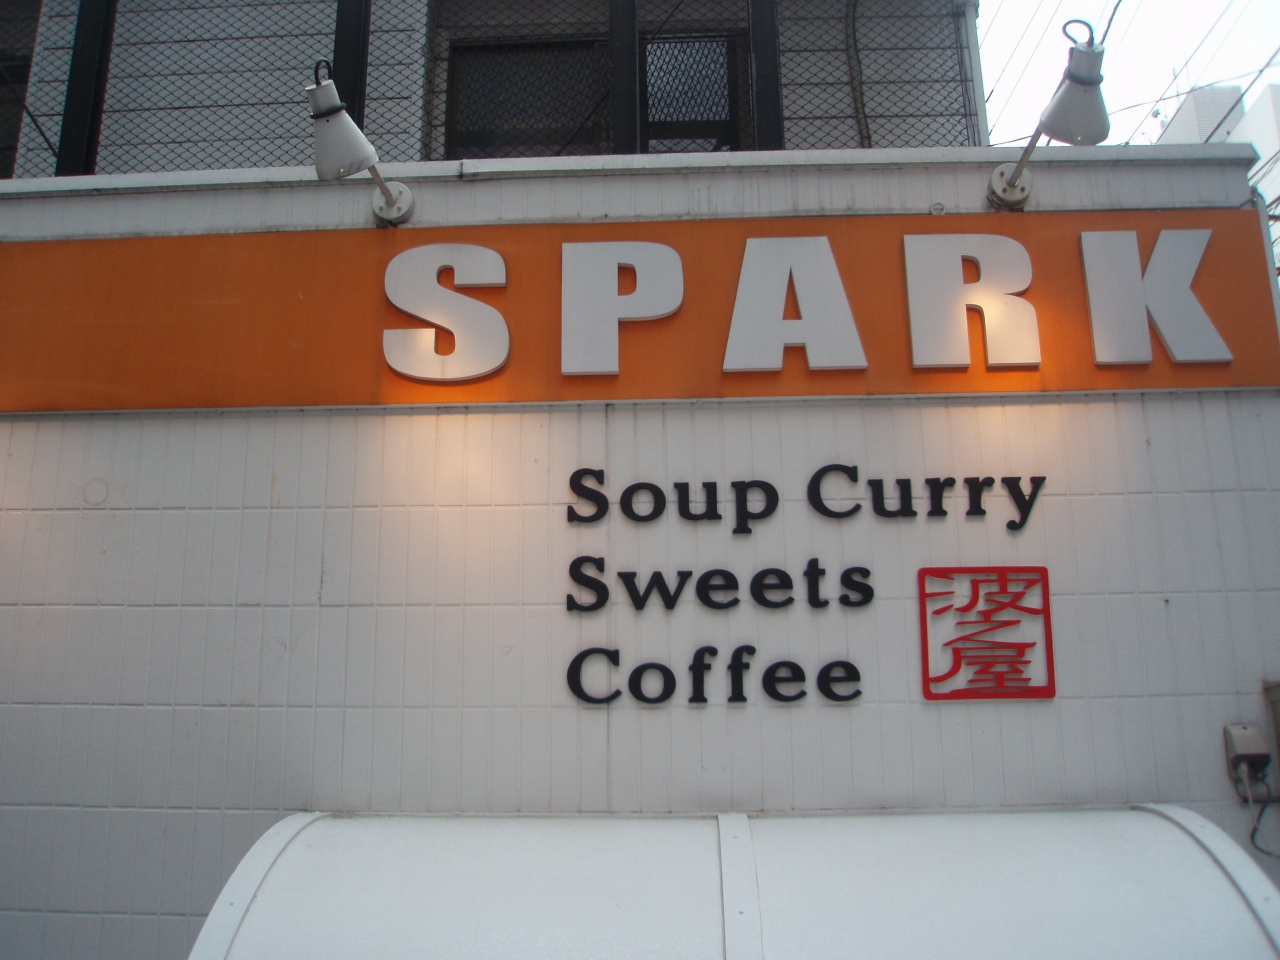 SPARK
Soup Curry
Sweets
Coffee
波之屋